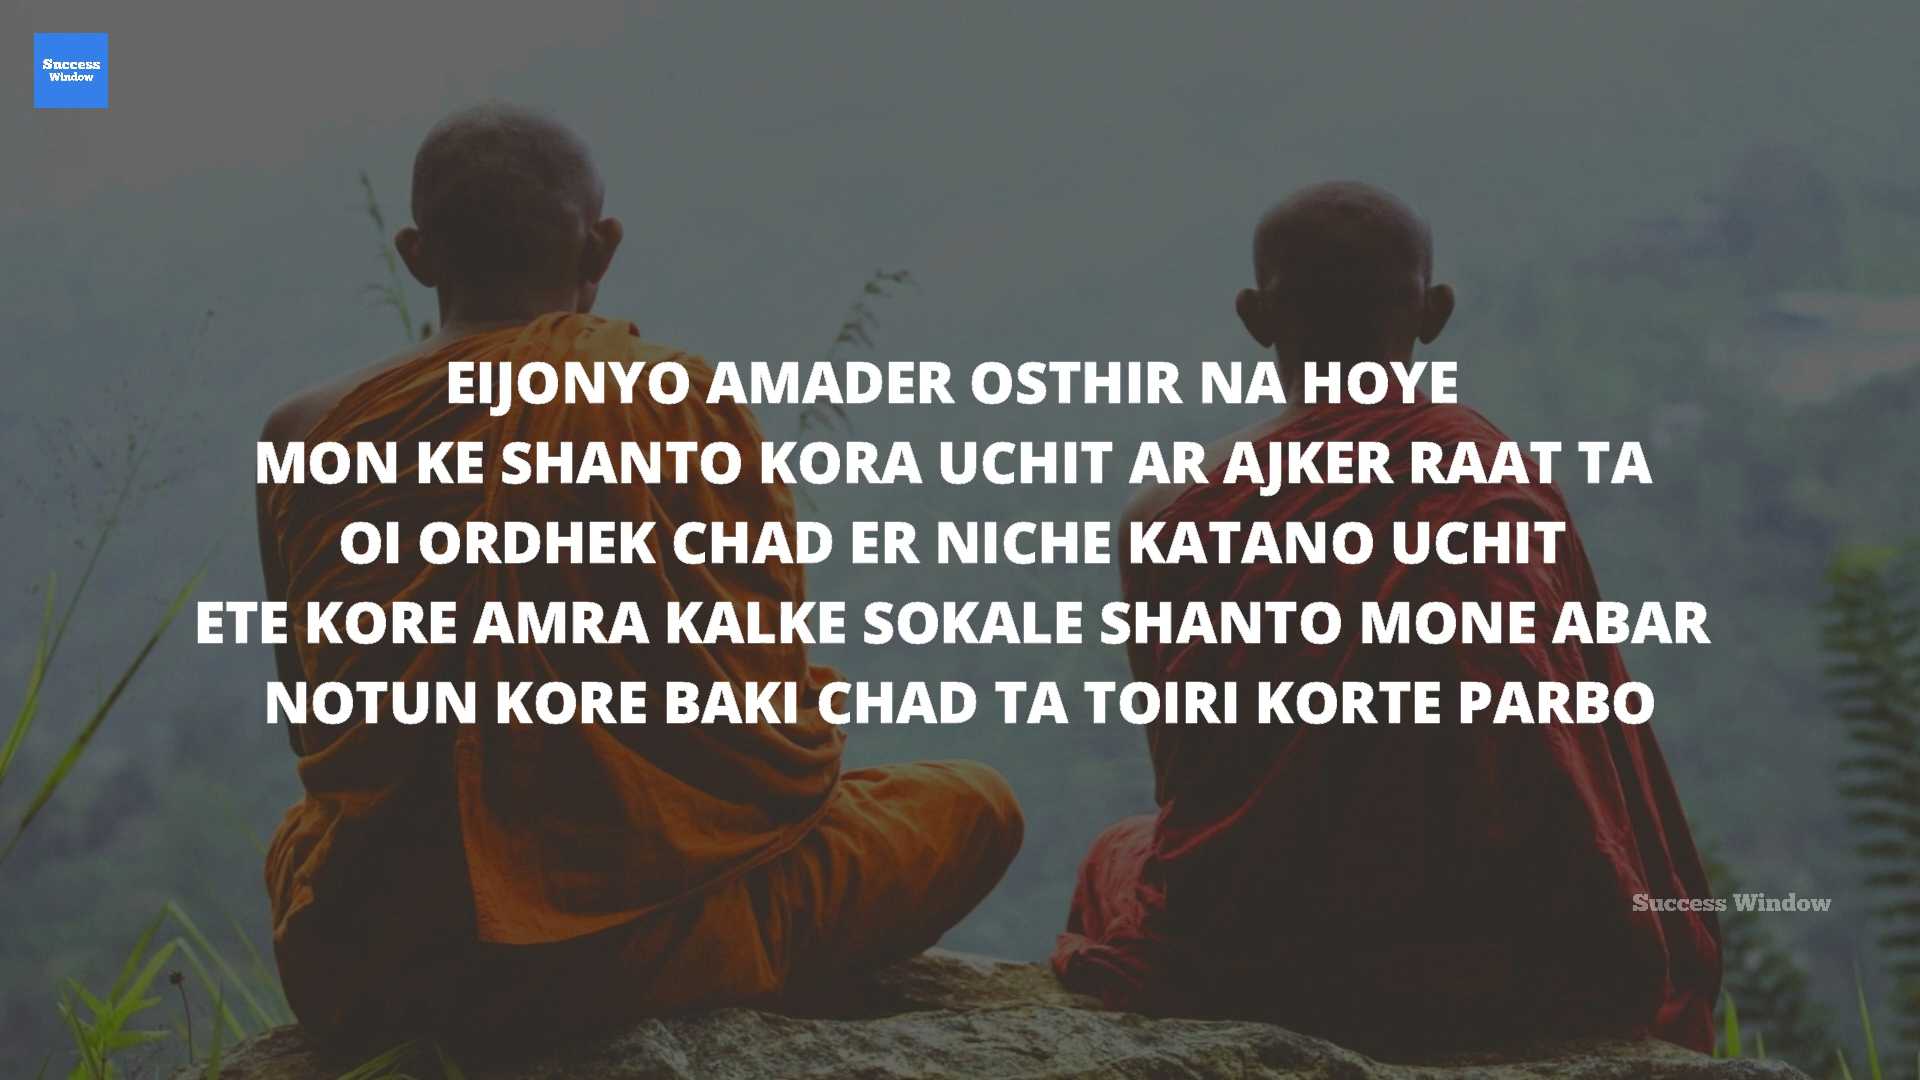 Success
Window
EIJONYO AMADER OSTHIR NA HOYE
MON KE SHANTO KORA UCHIT AR AJKER RAAT TA
OI ORDHEK CHAD ER NICHE KATANO UCHIT
ETE KORE AMRA KALKE SOKALE SHANTO MONE ABAR
NOTUN KORE BAKI CHAD TA TOIRI KORTE PARBO
Success Window